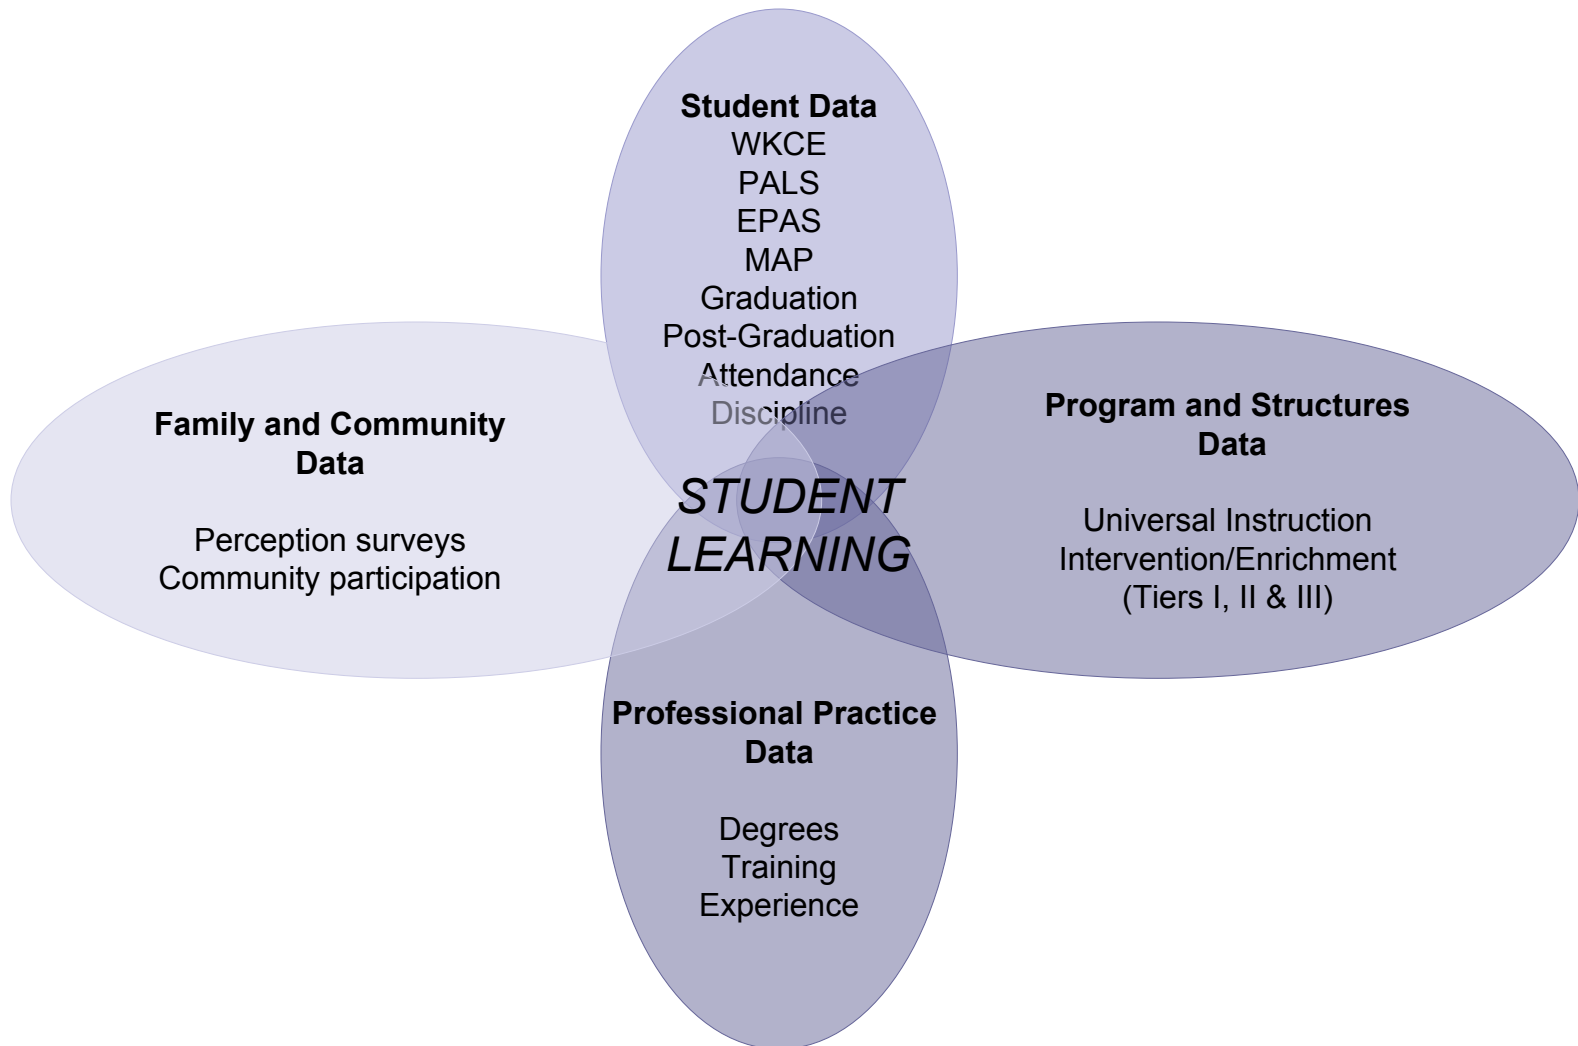 Student Data
WKCE
PALS
EPAS
MAP
Graduation
Post-Graduation
Attendance
Discipline
Family and Community
Data
Perception surveys
Community participation
STUDENT
LEARNING
Program and Structures
Data
Universal Instruction
Intervention/Enrichment
(Tiers I, II & III)
Professional Practice
Data
Degrees
Training
Experience